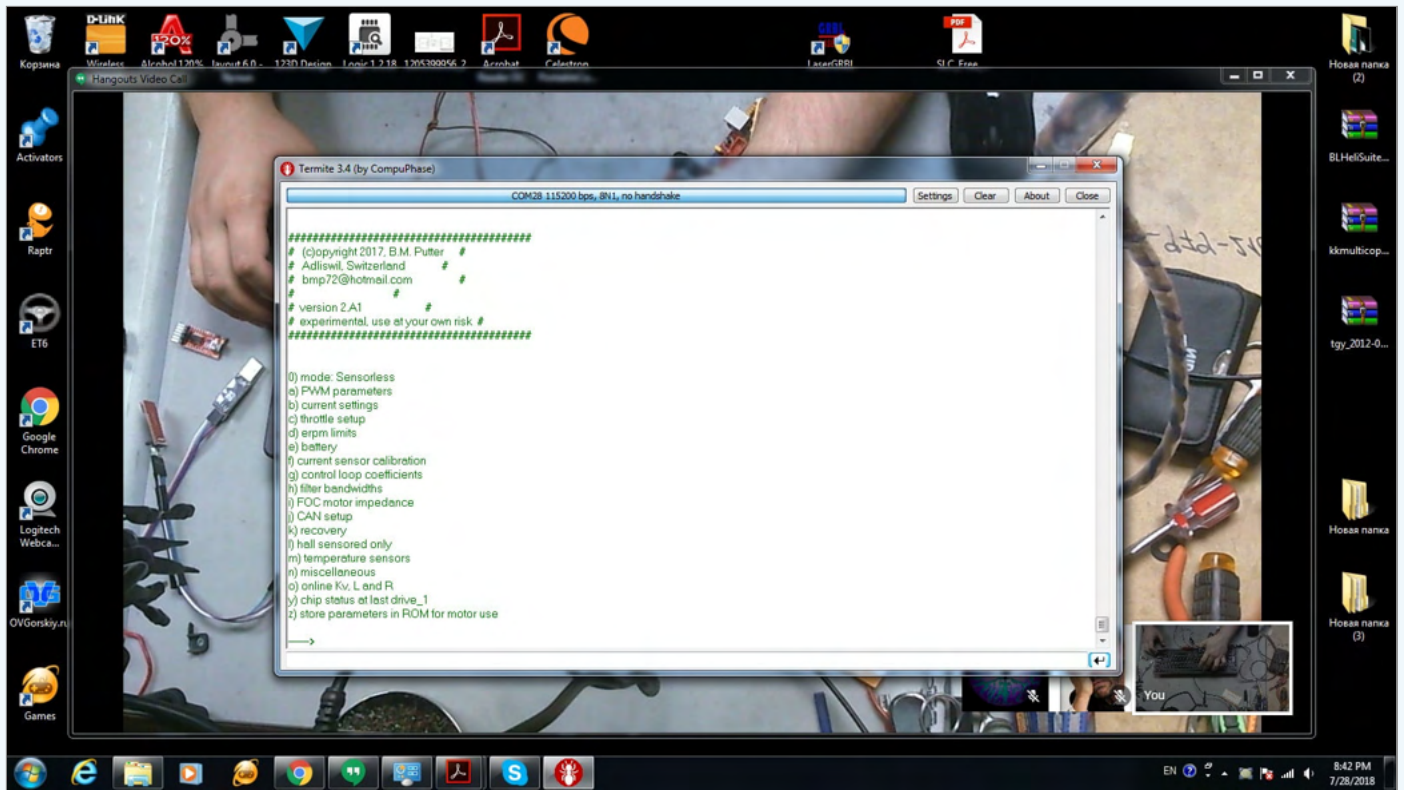 D-Link
120%
PDF
GRBL
Корзина
Wireless
Alcohol 120%
layout 6.0 -
123D Design
Logic 1.2.18
1205399956_2
Acrobat
Celestron
LaserGRBL
SLC_Free
Новая папка
(2)
Hangouts Video Call
Activators
BLHeliSuite...
Termite 3.4 (by CompuPhase)
COM28 115200 bps, 8N1, no handshake
Settings
Clear
About
Close
########################################
# (c)opyright 2017, B.M. Putter #
# Adliswil, Switzerland #
# bmp72@hotmail.com #
# #
# version 2.A1 #
# experimental, use at your own risk #
########################################
Raptr
kkmulticop...
ET6
tgy_2012-0...
0) mode: Sensorless
a) PWM parameters
b) current settings
c) throttle setup
d) erpm limits
e) battery
f) current sensor calibration
g) control loop coefficients
h) filter bandwidths
i) FOC motor impedance
j) CAN setup
k) recovery
l) hall sensored only
m) temperature sensors
n) miscellaneous
o) online Kv, L and R
y) chip status at last drive_1
z) store parameters in ROM for motor use
----->
Google
Chrome
Logitech
Webca...
Новая папка
OVGorskiy.ru
Новая папка
(3)
Games
You
EN
8:42 PM
7/28/2018